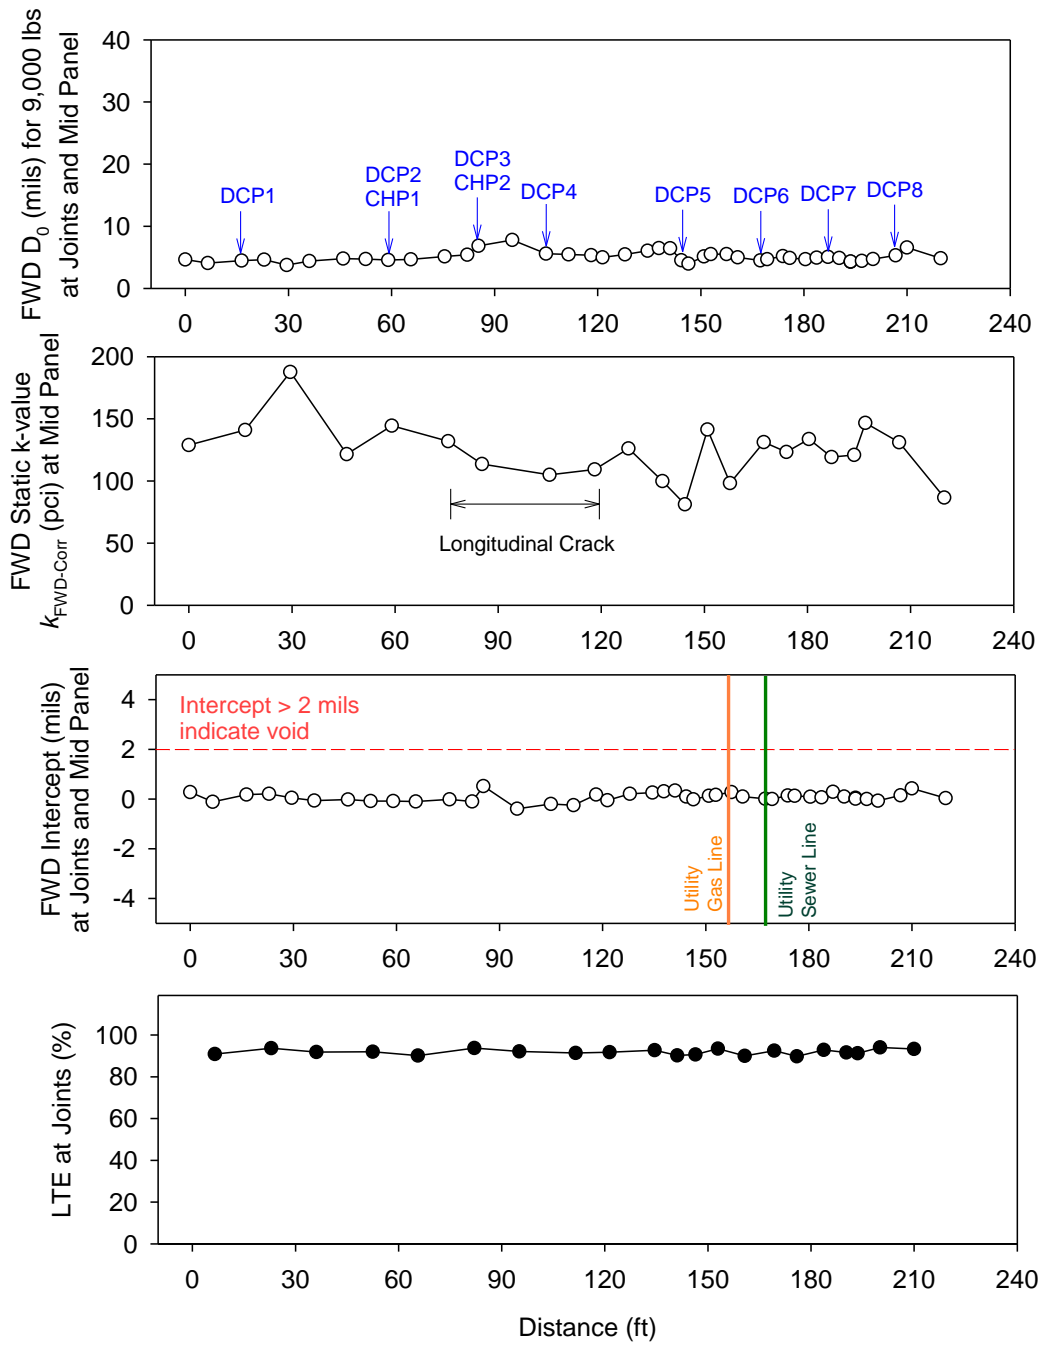 FWD D0 (mils) for 9,000 lbs
at Joints and Mid Panel
40
30
20
10
0
DCP1
DCP2
CHP1
DCP3
CHP2
DCP4
DCP5
DCP6
DCP7
DCP8
0 30 60 90 120 150 180 210 240
FWD Static k-value
kFWD-Corr (pci) at Mid Panel
200
150
100
50
0
Longitudinal Crack
0 30 60 90 120 150 180 210 240
FWD Intercept (mils)
at Joints and Mid Panel
4
2
0
-2
-4
Intercept > 2 mils
indicate void
Utility
Gas Line
Utility
Sewer Line
0 30 60 90 120 150 180 210 240
LTE at Joints (%)
100
80
60
40
20
0
0 30 60 90 120 150 180 210 240
Distance (ft)